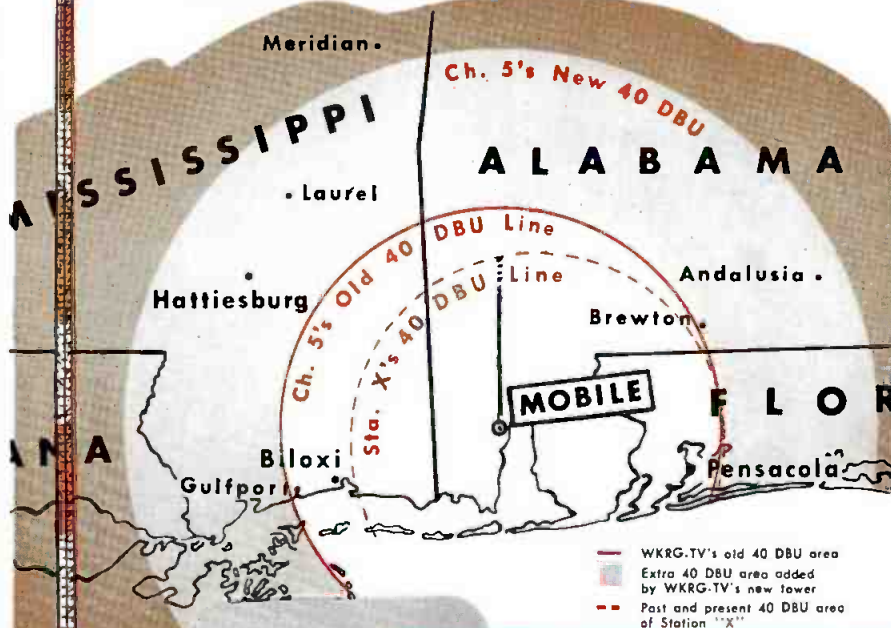 Meridian
Ch. 5's New 40 DBU
MISSISSIPPI
ALABAMA
Laurel
Ch. 5's Old 40 DBU Line
Sta. X's 40 DBU Line
Hattiesburg
Andalusia
Brewton
MOBILE
FLOR
ANA
Biloxi
Gulfport
Pensacola
WKRG-TV's old 40 DBU area
Extra 40 DBU area added
by WKRG-TV's new tower
Past and present 40 DBU area
of Station "X"